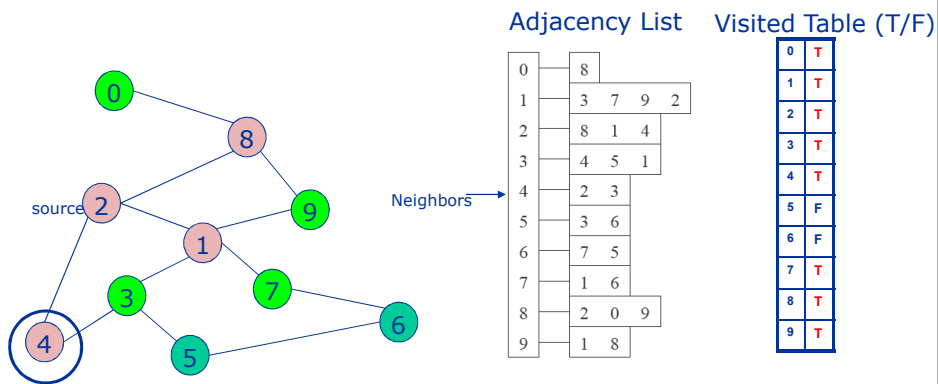 Adjacency List
Visited Table (T/F)
0
8
2
source
9
1
3
7
6
4
5
Neighbors
0 8
1 3 7 9 2
2 8 1 4
3 4 5 1
4 2 3
5 3 6
6 7 5
7 1 6
8 2 0 9
9 1 8
0 T
1 T
2 T
3 T
4 T
5 F
6 F
7 T
8 T
9 T